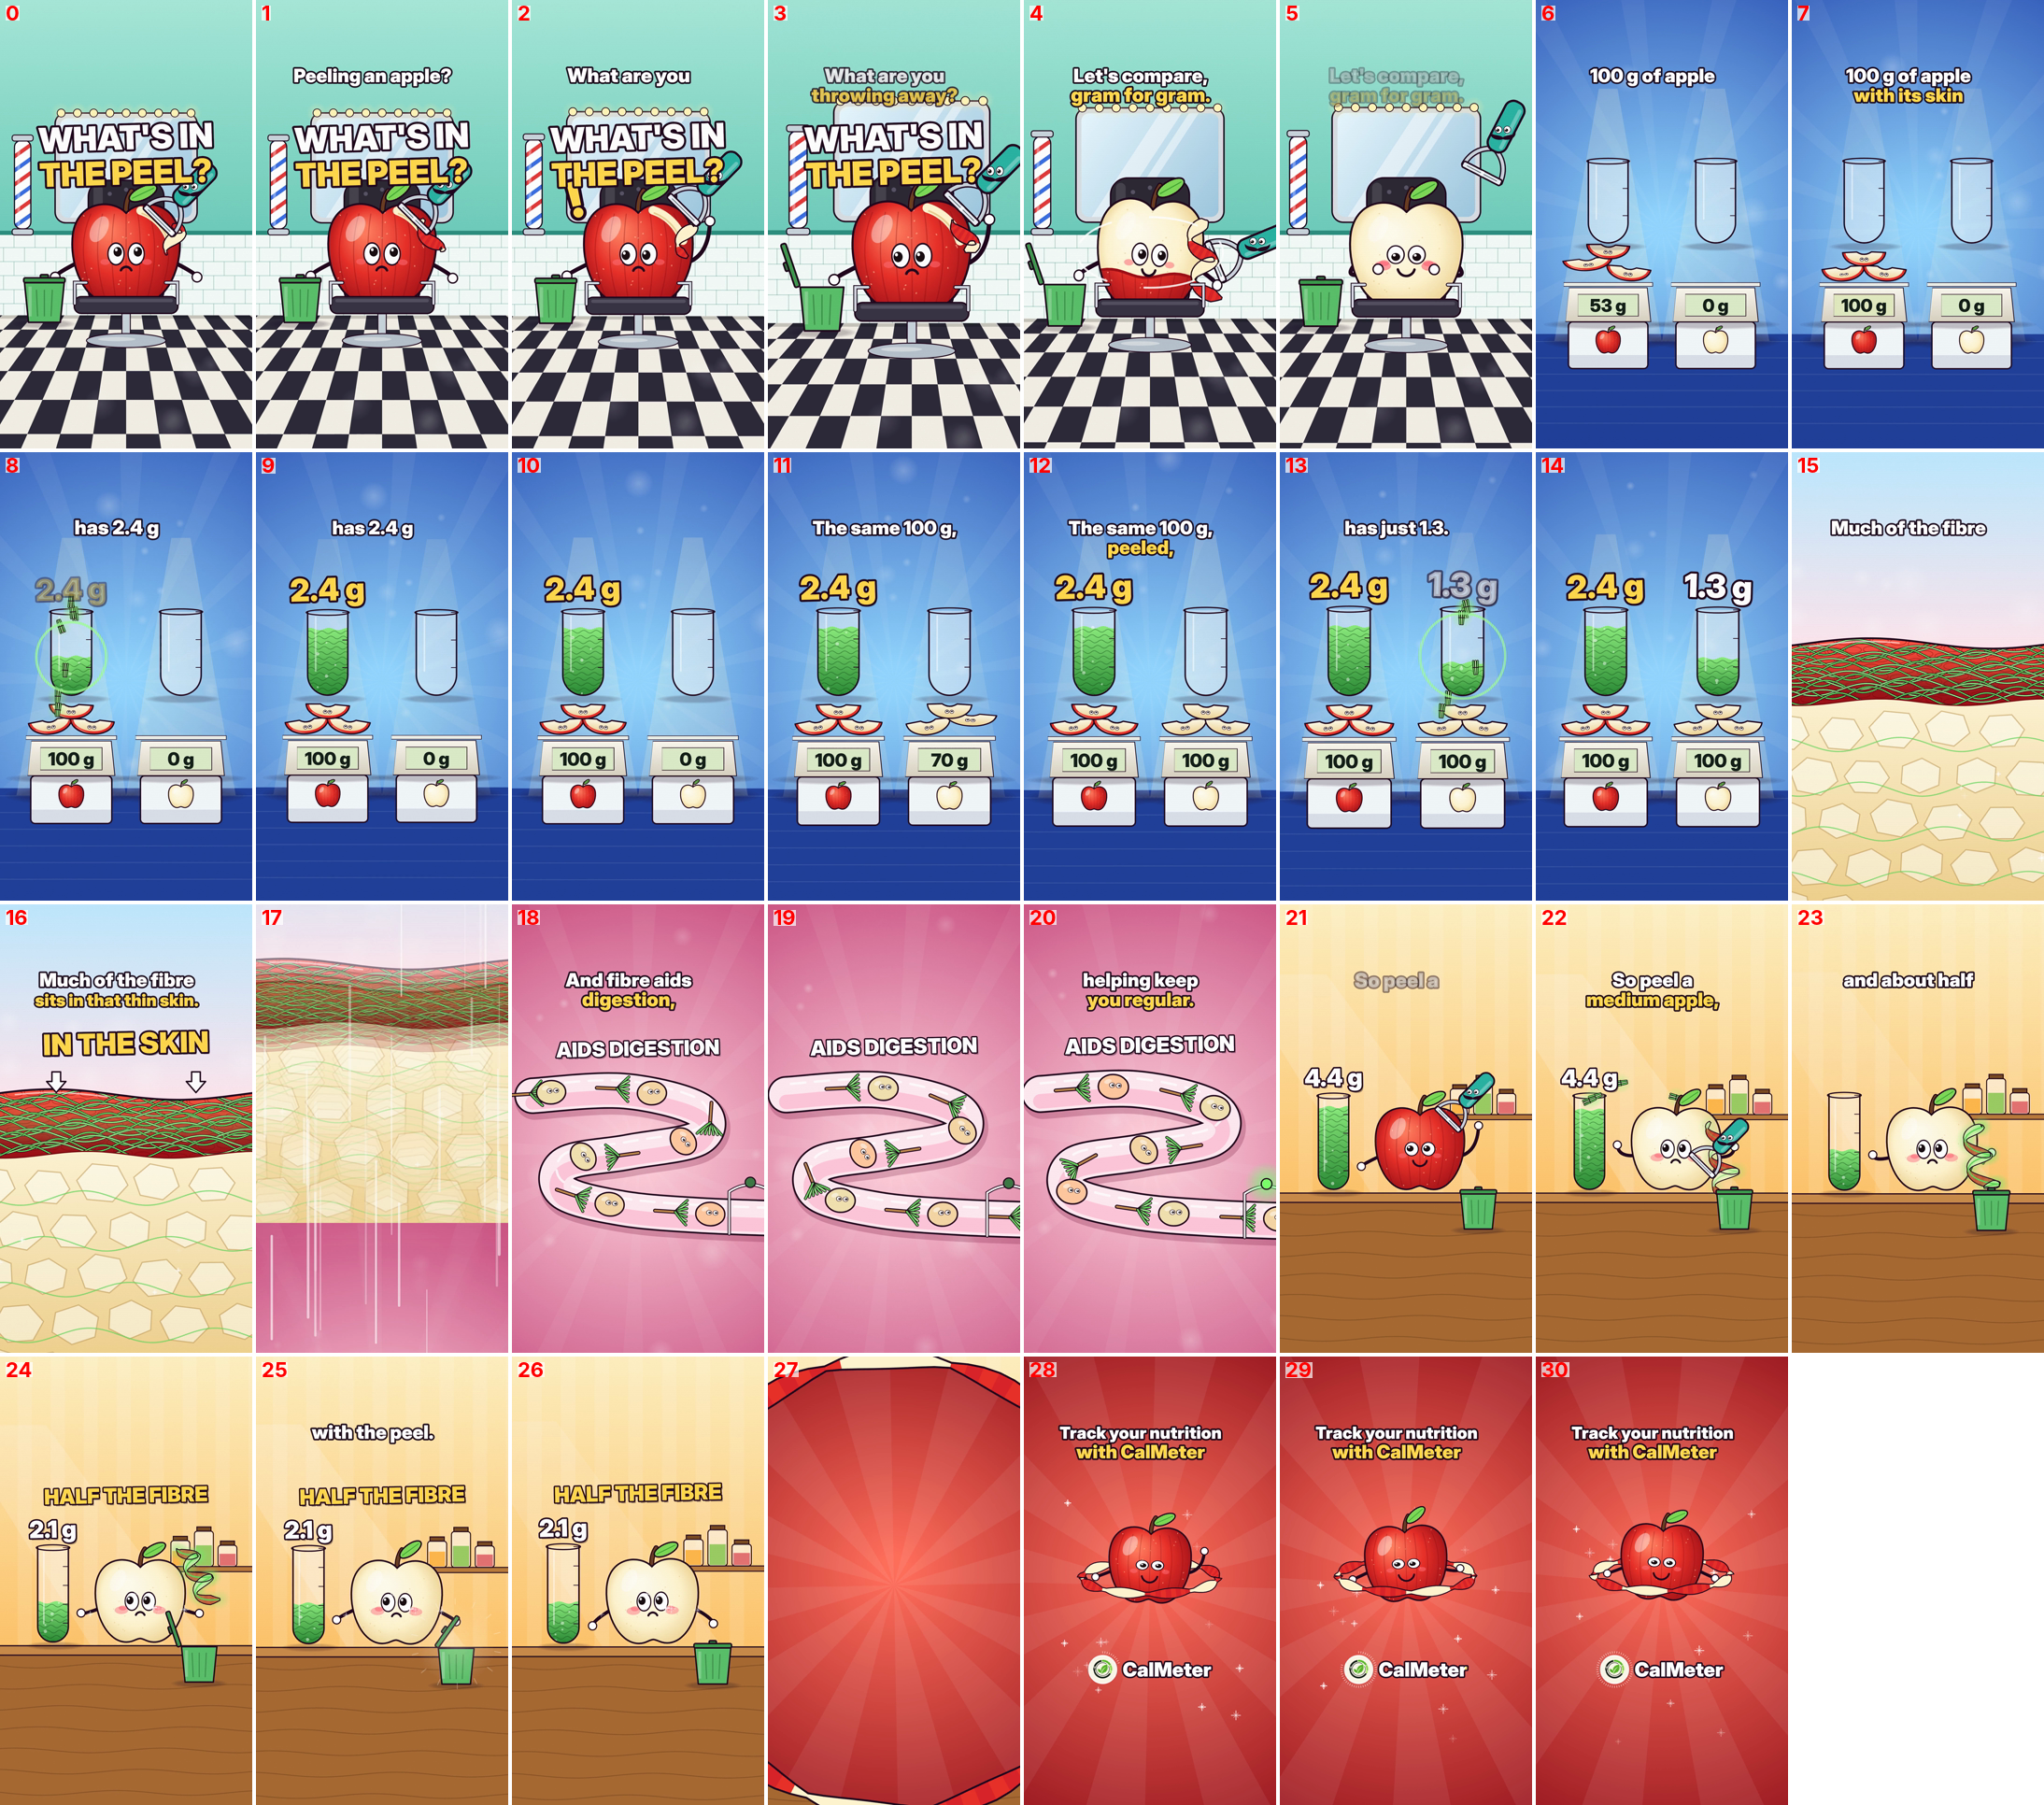 0
WHAT'S IN
THE PEEL?
1
Peeling an apple?
WHAT'S IN
THE PEEL?
2
What are you
WHAT'S IN
THE PEEL?
!
3
What are you
throwing away?
WHAT'S IN
THE PEEL?
4
Let's compare,
gram for gram.
5
Let's compare,
gram for gram.
6
100 g of apple
53 g
0 g
7
100 g of apple
with its skin
100 g
0 g
8
has 2.4 g
2.4 g
100 g
0 g
9
has 2.4 g
2.4 g
100 g
0 g
10
2.4 g
100 g
0 g
11
The same 100 g,
2.4 g
100 g
70 g
12
The same 100 g,
peeled,
2.4 g
100 g
100 g
13
has just 1.3.
2.4 g
1.3 g
100 g
100 g
14
2.4 g
1.3 g
100 g
100 g
15
Much of the fibre
16
Much of the fibre
sits in that thin skin.
IN THE SKIN
17
18
And fibre aids
digestion,
AIDS DIGESTION
19
AIDS DIGESTION
20
helping keep
you regular.
AIDS DIGESTION
21
So peel a
4.4 g
22
So peel a
medium apple,
4.4 g
23
and about half
24
HALF THE FIBRE
2.1 g
25
with the peel.
HALF THE FIBRE
2.1 g
26
HALF THE FIBRE
2.1 g
27
28
Track your nutrition
with CalMeter
CalMeter
29
Track your nutrition
with CalMeter
CalMeter
30
Track your nutrition
with CalMeter
CalMeter